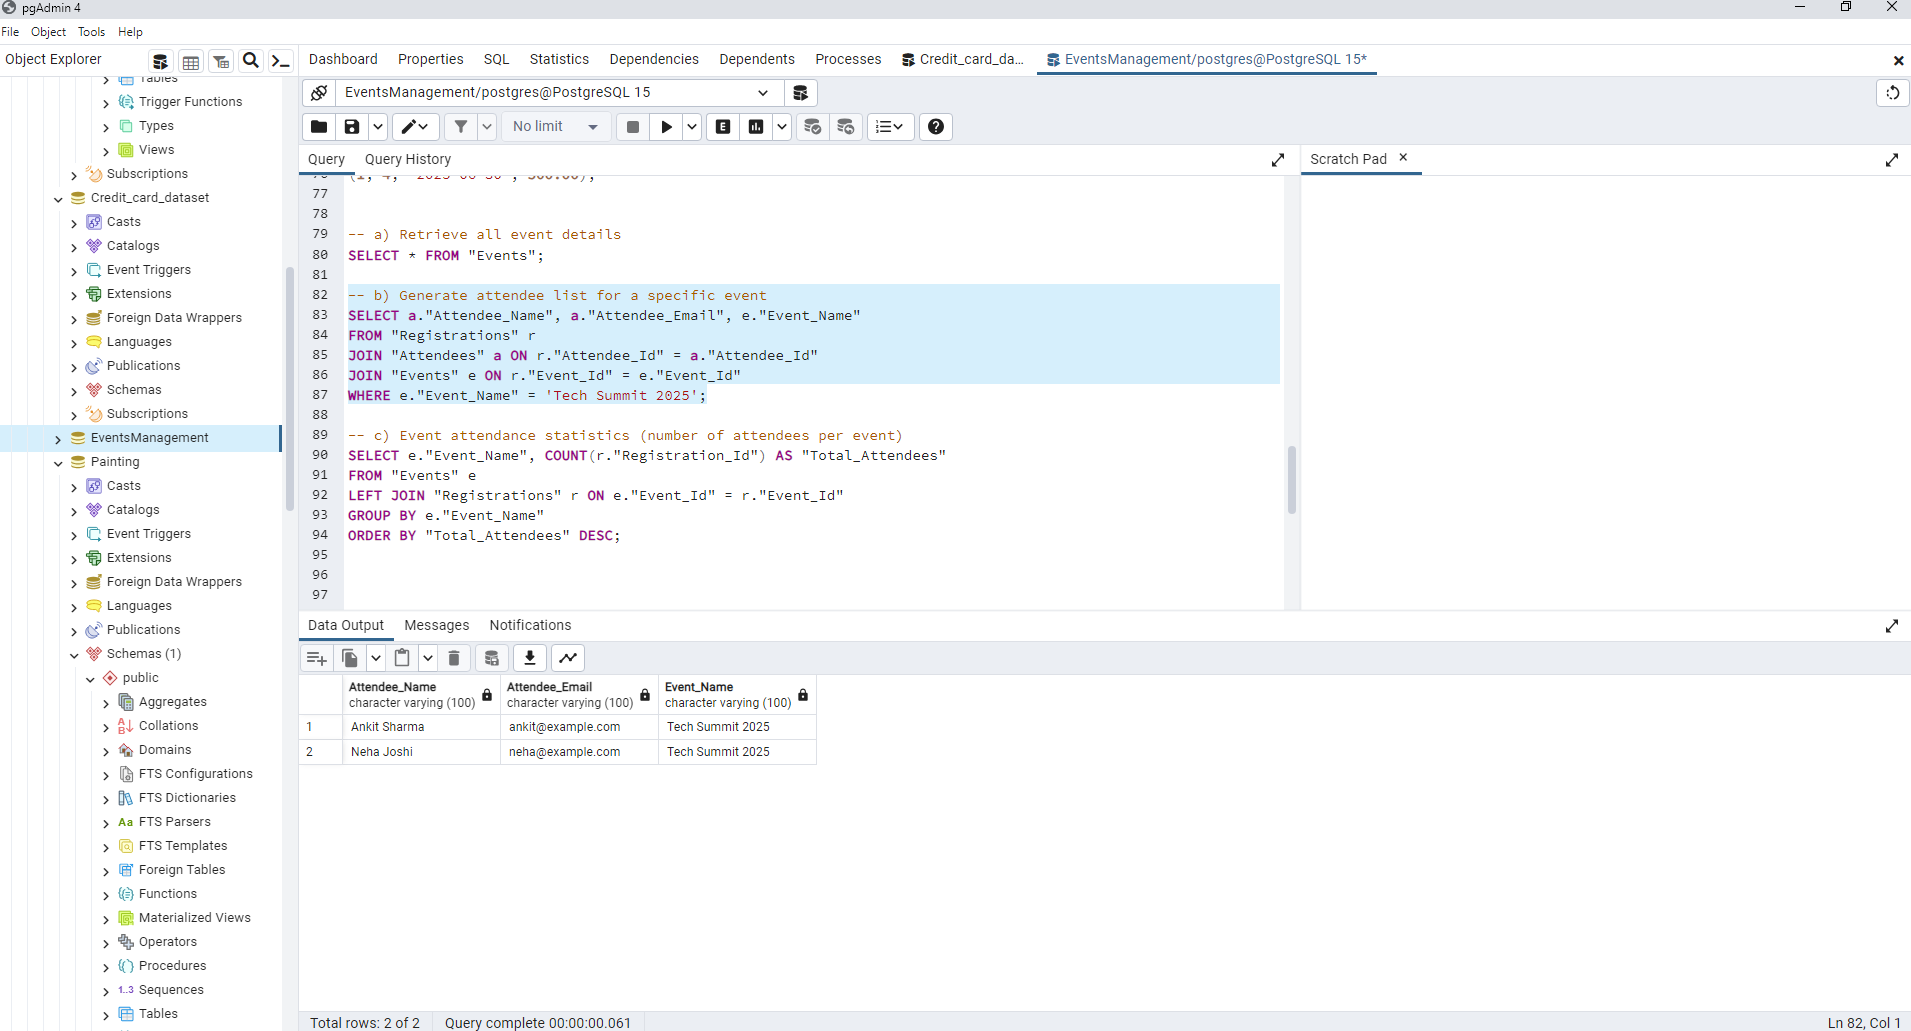 pgAdmin 4
File Object Tools Help
Object Explorer
Dashboard Properties SQL Statistics Dependencies Dependents Processes Credit_card_da... EventsManagement/postgres@PostgreSQL 15*
EventsManagement/postgres@PostgreSQL 15
No limit
E
Query Query History
Scratch Pad
Tables
Trigger Functions
Types
Views
Subscriptions
Credit_card_dataset
Casts
Catalogs
Event Triggers
Extensions
Foreign Data Wrappers
Languages
Publications
Schemas
Subscriptions
EventsManagement
Painting
Casts
Catalogs
Event Triggers
Extensions
Foreign Data Wrappers
Languages
Publications
Schemas (1)
public
Aggregates
Collations
Domains
FTS Configurations
FTS Dictionaries
Aa FTS Parsers
FTS Templates
Foreign Tables
Functions
Materialized Views
Operators
Procedures
1..3 Sequences
Tables
77
78
79 -- a) Retrieve all event details
80 SELECT * FROM "Events";
81
82 -- b) Generate attendee list for a specific event
83 SELECT a."Attendee_Name", a."Attendee_Email", e."Event_Name"
84 FROM "Registrations" r
85 JOIN "Attendees" a ON r."Attendee_Id" = a."Attendee_Id"
86 JOIN "Events" e ON r."Event_Id" = e."Event_Id"
87 WHERE e."Event_Name" = 'Tech Summit 2025';
88
89 -- c) Event attendance statistics (number of attendees per event)
90 SELECT e."Event_Name", COUNT(r."Registration_Id") AS "Total_Attendees"
91 FROM "Events" e
92 LEFT JOIN "Registrations" r ON e."Event_Id" = r."Event_Id"
93 GROUP BY e."Event_Name"
94 ORDER BY "Total_Attendees" DESC;
95
96
97
Data Output Messages Notifications
Attendee_Name Attendee_Email Event_Name
character varying (100) character varying (100) character varying (100)
1 Ankit Sharma ankit@example.com Tech Summit 2025
2 Neha Joshi neha@example.com Tech Summit 2025
Total rows: 2 of 2 Query complete 00:00:00.061 Ln 82, Col 1